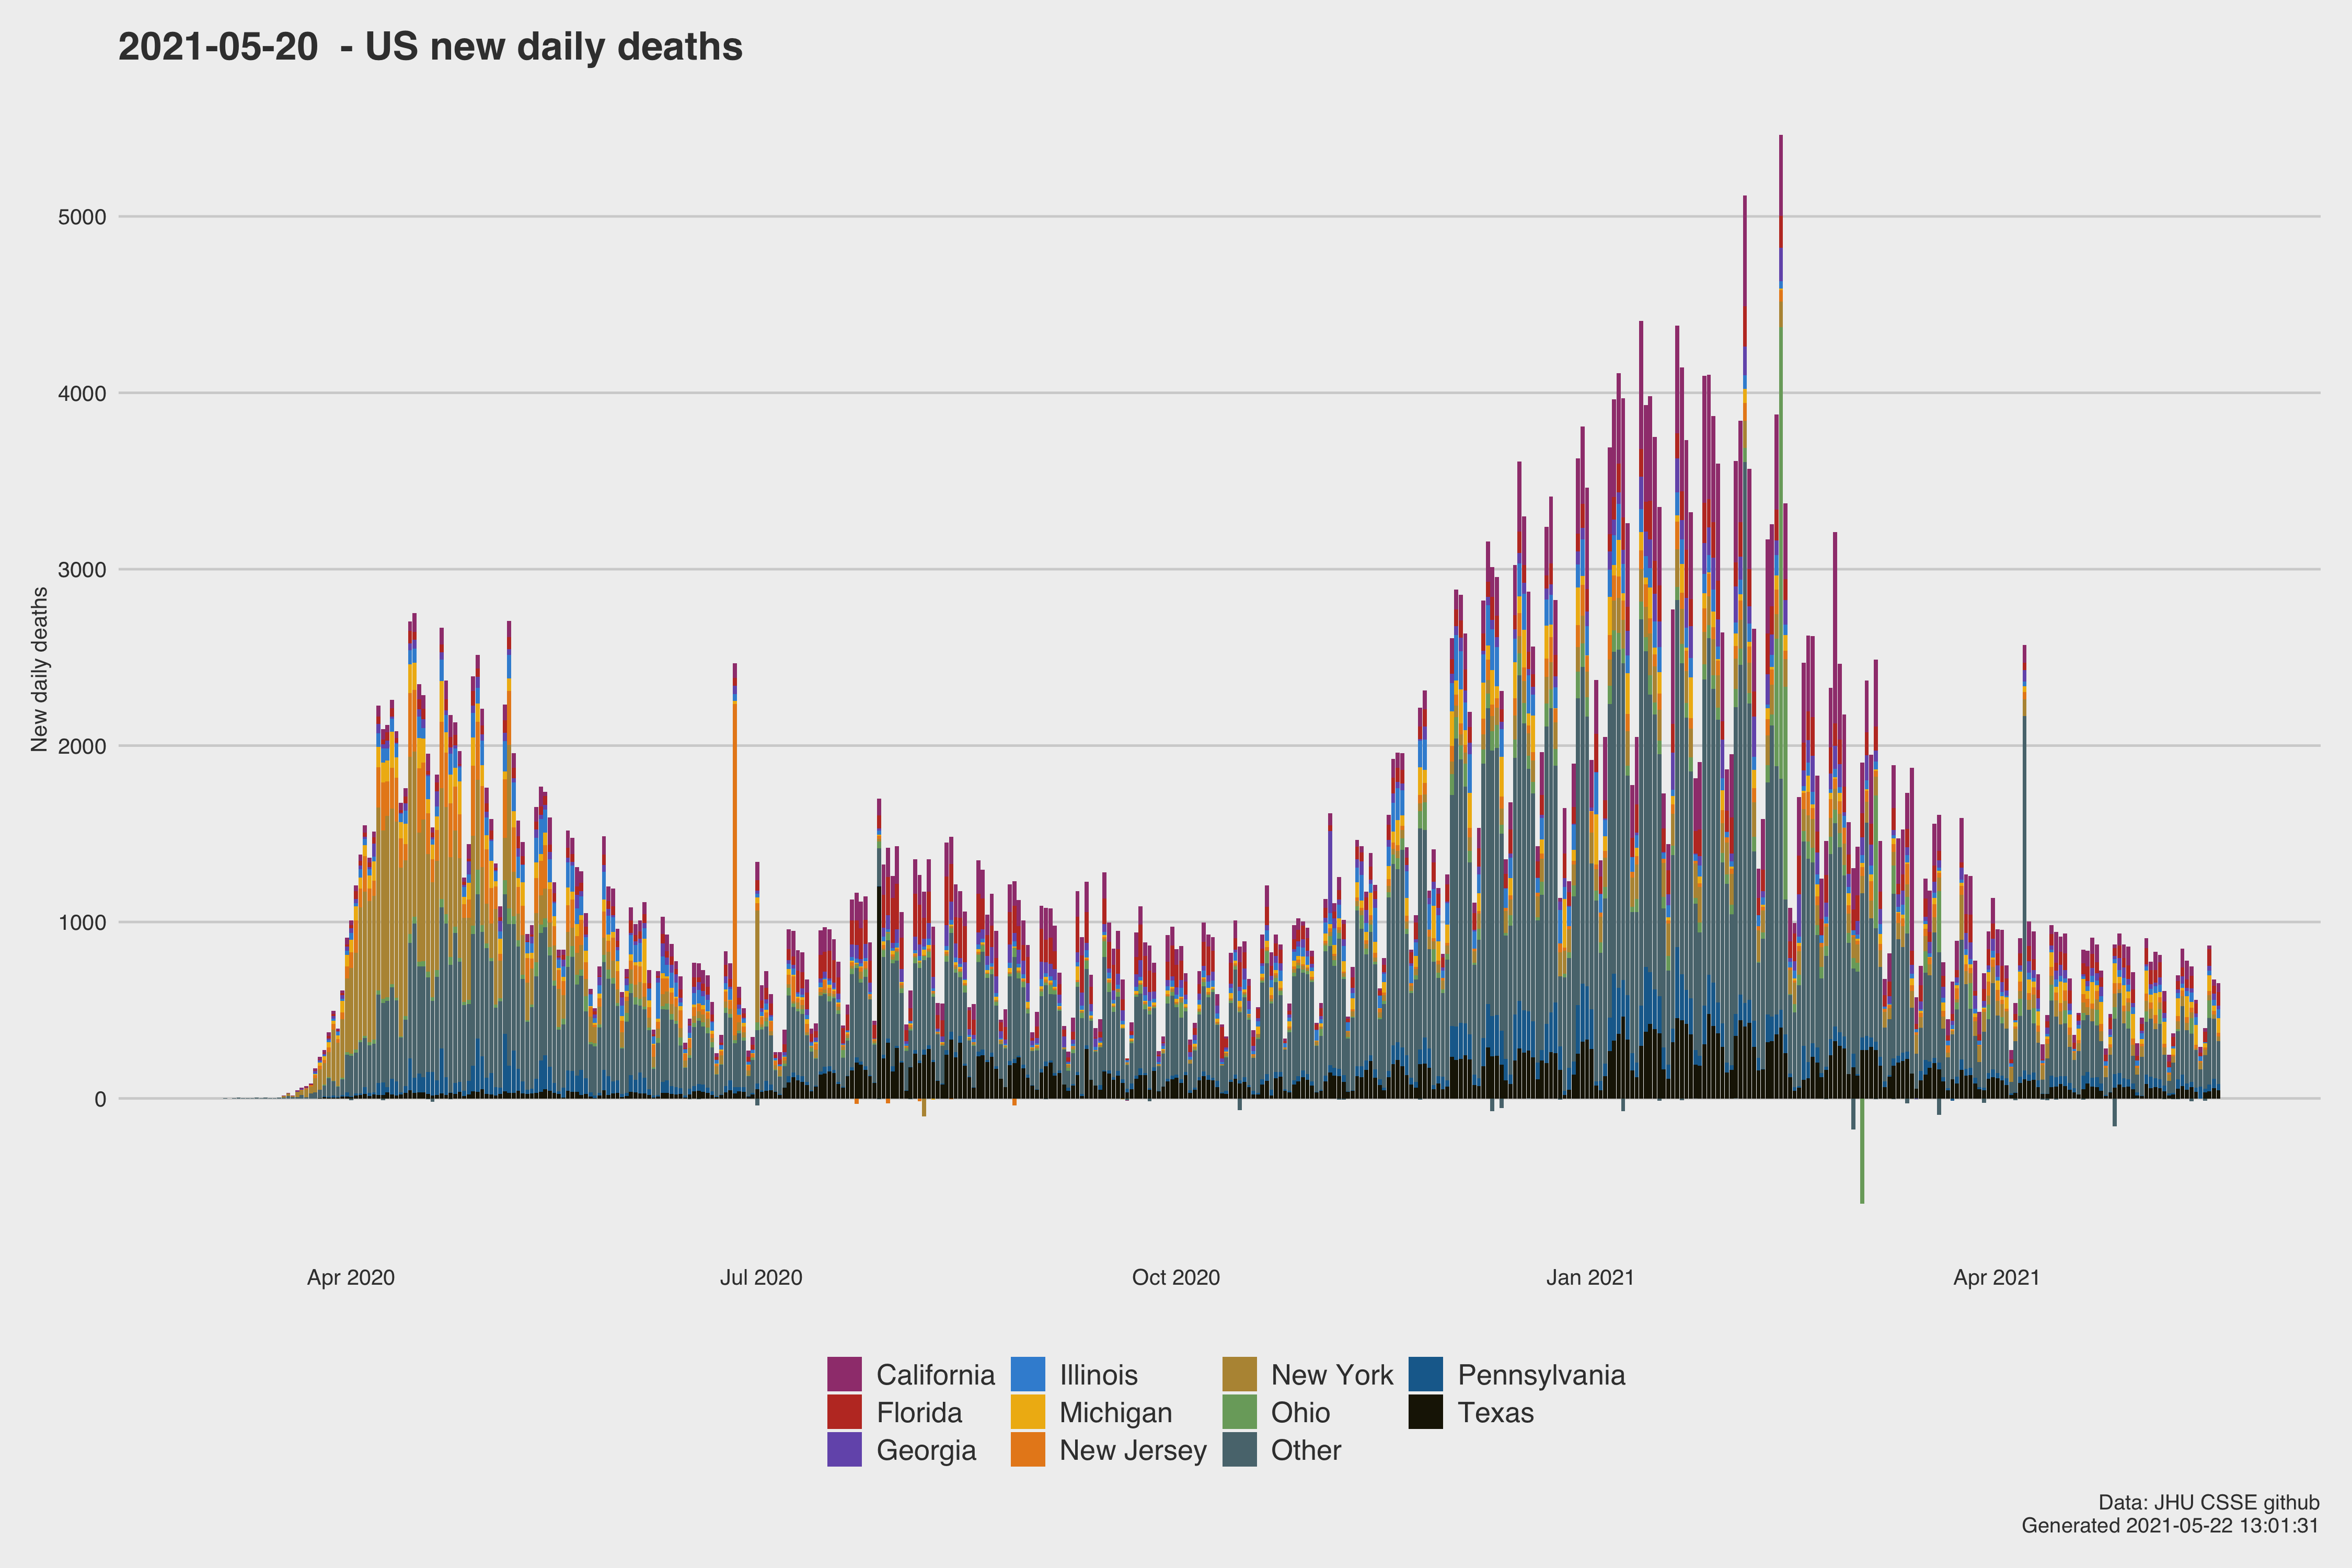 2021-05-20 - US new daily deaths
New daily deaths
5000
4000
3000
2000
1000
0
Apr 2020
Jul 2020
Oct 2020
Jan 2021
Apr 2021
California
Florida
Georgia
Illinois
Michigan
New Jersey
New York
Ohio
Other
Pennsylvania
Texas
Data: JHU CSSE github
Generated 2021-05-22 13:01:31